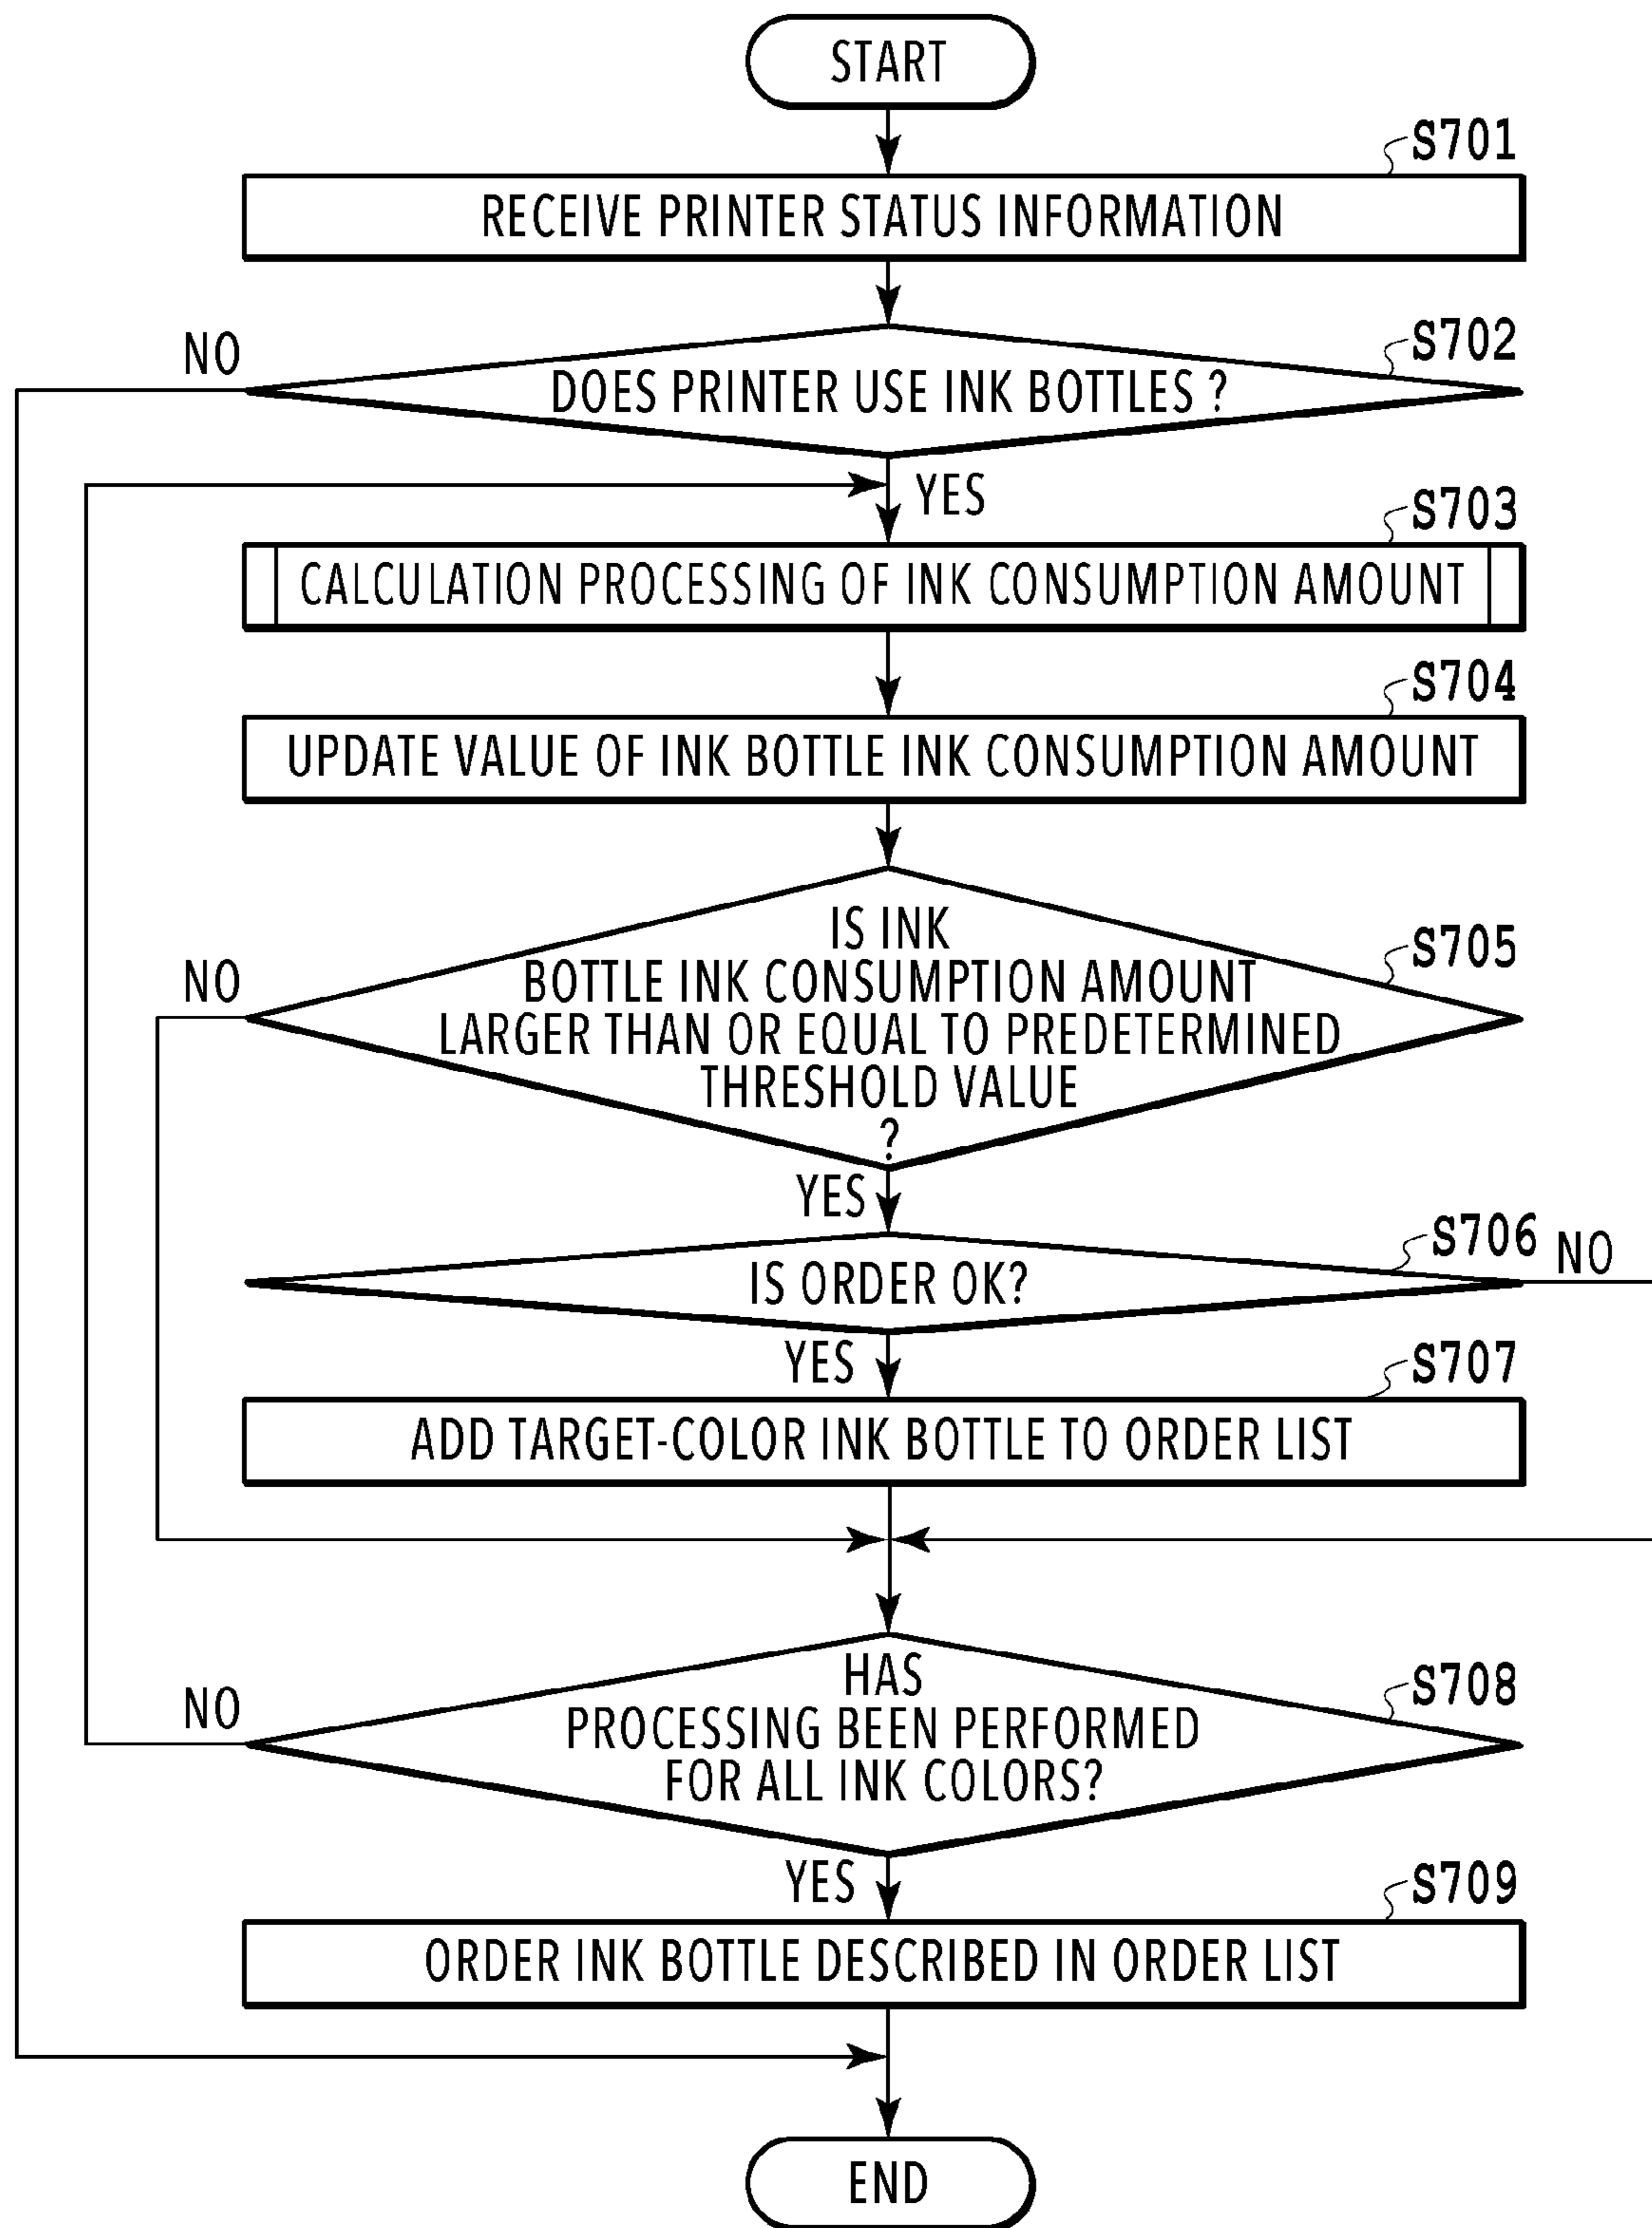 START
S701
RECEIVE PRINTER STATUS INFORMATION
S702
NO
DOES PRINTER USE INK BOTTLES ?
YES
S703
CALCULATION PROCESSING OF INK CONSUMPTION AMOUNT
S704
UPDATE VALUE OF INK BOTTLE INK CONSUMPTION AMOUNT
S705
NO
IS INK
BOTTLE INK CONSUMPTION AMOUNT
LARGER THAN OR EQUAL TO PREDETERMINED
THRESHOLD VALUE
?
YES
S706
NO
IS ORDER OK?
YES
S707
ADD TARGET-COLOR INK BOTTLE TO ORDER LIST
S708
NO
HAS
PROCESSING BEEN PERFORMED
FOR ALL INK COLORS?
YES
S709
ORDER INK BOTTLE DESCRIBED IN ORDER LIST
END